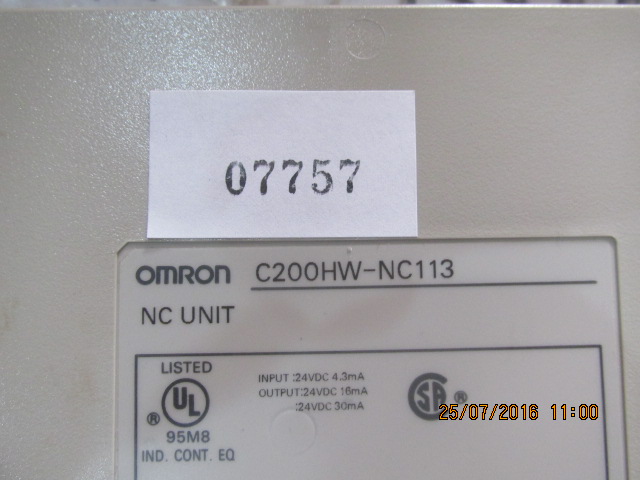 07757
OMRON C200HW-NC113
NC UNIT
LISTED
UL
®
95M8
IND. CONT. EQ
INPUT :24VDC 4.3mA
OUTPUT:24VDC 16mA
:24VDC 30mA
SA
®
25/07/2016 11:00